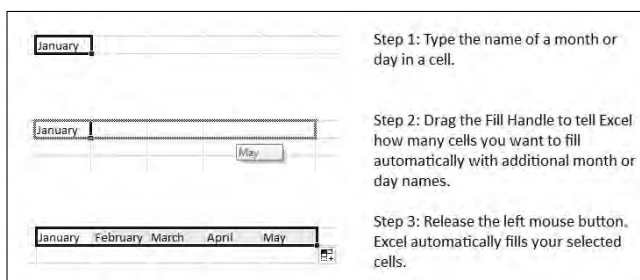 January
Step 1: Type the name of a month or
day in a cell.
January
May
Step 2: Drag the Fill Handle to tell Excel
how many cells you want to fill
automatically with additional month or
day names.
January February March April May
Step 3: Release the left mouse button.
Excel automatically fills your selected
cells.